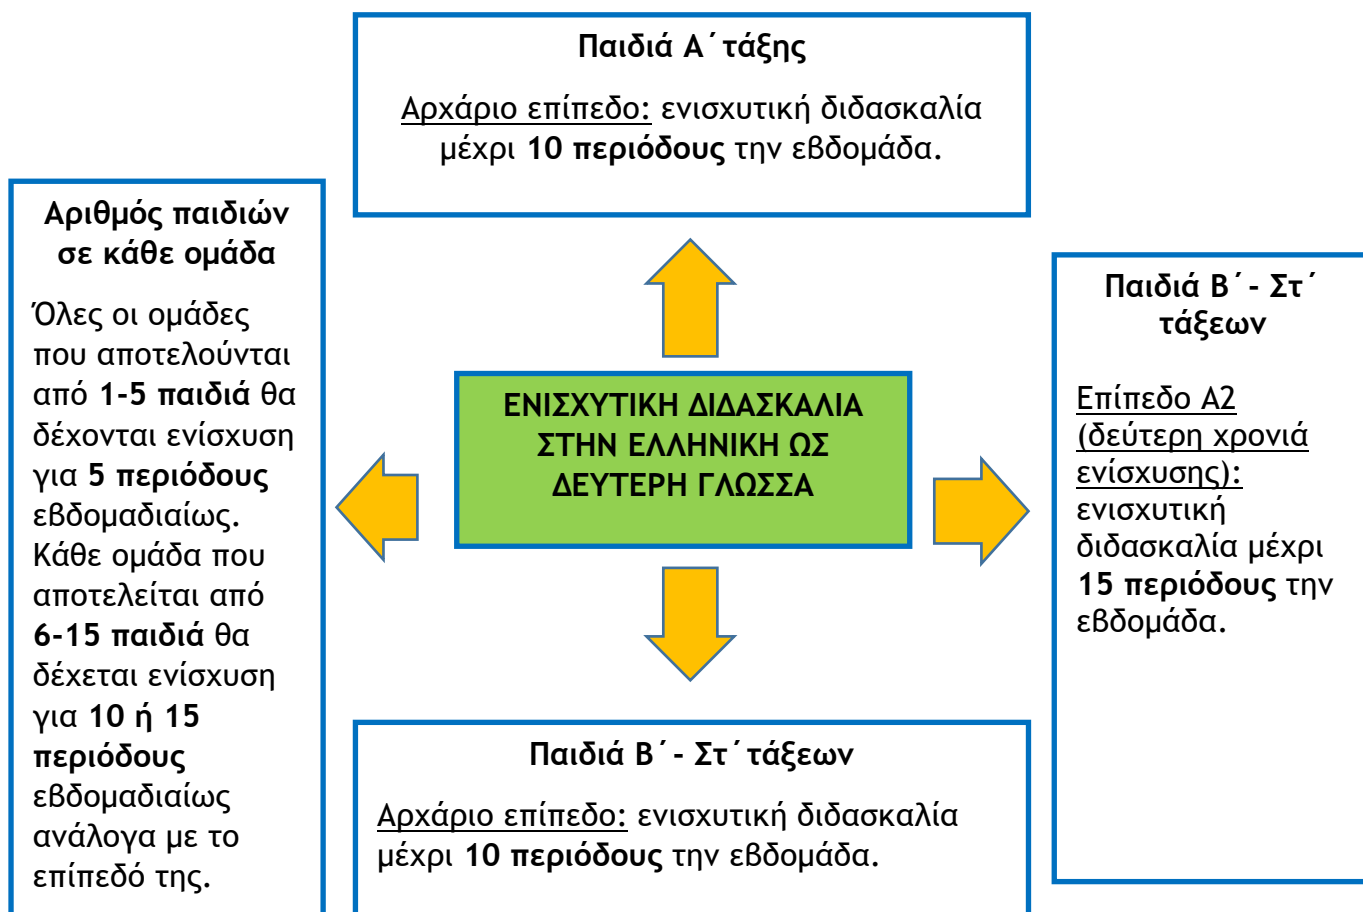 Παιδιά Α΄ τάξης
Αρχάριο επίπεδο: ενισχυτική διδασκαλία
μέχρι 10 περιόδους την εβδομάδα.
Αριθμός παιδιών
σε κάθε ομάδα
Όλες οι ομάδες
που αποτελούνται
από 1-5 παιδιά θα
δέχονται ενίσχυση
για 5 περιόδους
εβδομαδιαίως.
Κάθε ομάδα που
αποτελείται από
6-15 παιδιά θα
δέχεται ενίσχυση
για 10 ή 15
περιόδους
εβδομαδιαίως
ανάλογα με το
επίπεδό της.
ΕΝΙΣΧΥΤΙΚΗ ΔΙΔΑΣΚΑΛΙΑ
ΣΤΗΝ ΕΛΛΗΝΙΚΗ ΩΣ
ΔΕΥΤΕΡΗ ΓΛΩΣΣΑ
Παιδιά Β΄- Στ΄
τάξεων
Επίπεδο Α2
(δεύτερη χρονιά
ενίσχυσης):
ενισχυτική
διδασκαλία μέχρι
15 περιόδους την
εβδομάδα.
Παιδιά Β΄- Στ΄ τάξεων
Αρχάριο επίπεδο: ενισχυτική διδασκαλία
μέχρι 10 περιόδους την εβδομάδα.